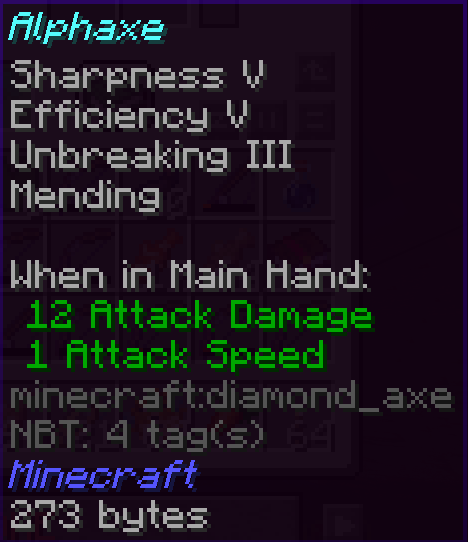 Alphaxe
Sharpness V
Efficiency V
Unbreaking III
Mending
When in Main Hand:
12 Attack Damage
1 Attack Speed
minecraft:diamond_axe
NBT: 4 tag(s)
Minecraft
273 bytes